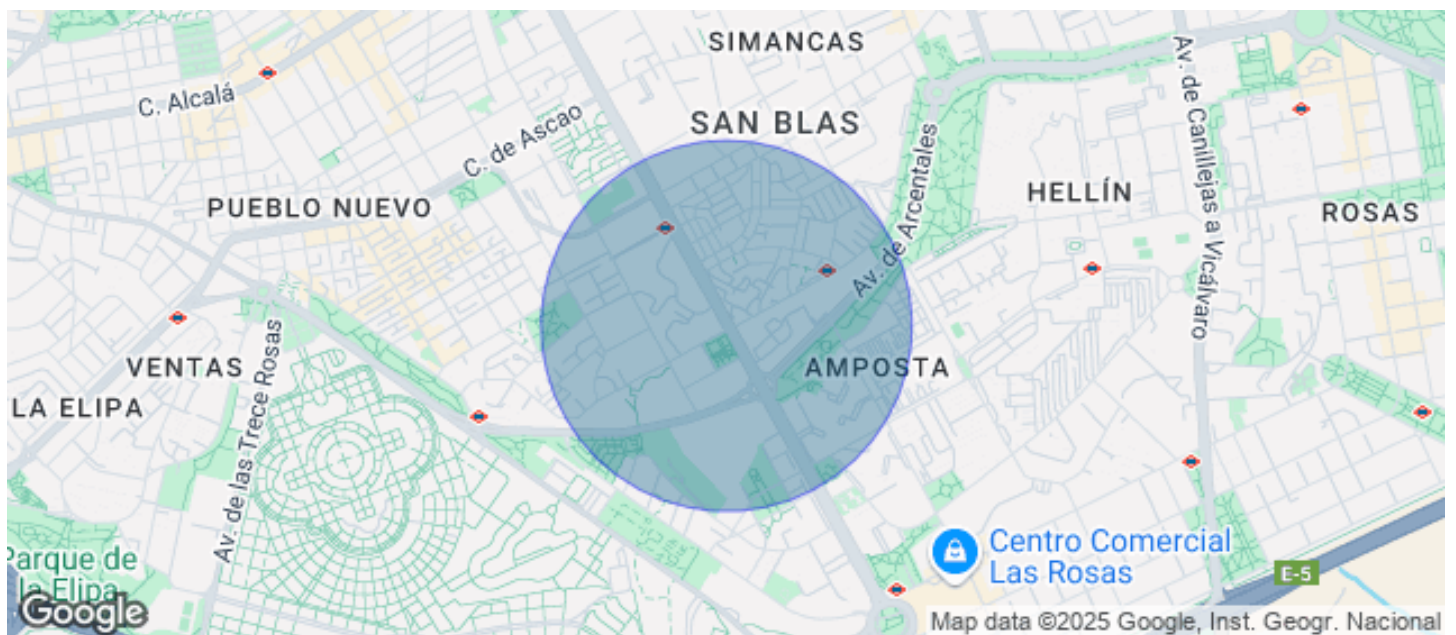 SIMANCAS
C. Alcalá
C. de Ascao
SAN BLAS
Av. de Canillejas a Vicálvaro
PUEBLO NUEVO
Av. de Arcentales
HELLÍN
ROSAS
VENTAS
AMPOSTA
LA ELIPA
Av. de las Trece Rosas
Parque de
la Elipa
Centro Comercial
Las Rosas
E-5
Google
Map data ©2025 Google, Inst. Geogr. Nacional